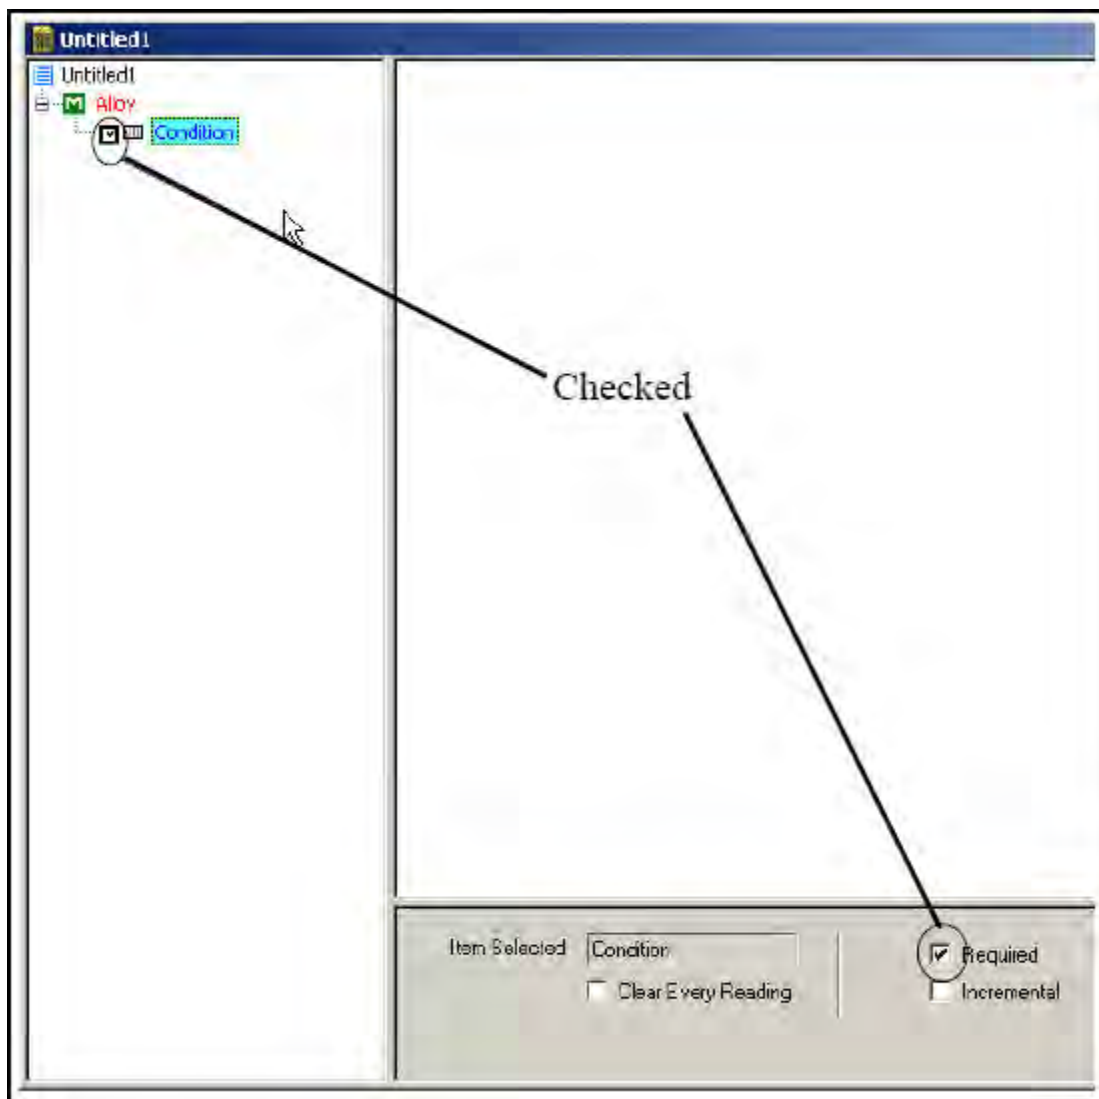 Untitled1
Untitled1
M Alloy
Condition
Checked
Item Selected Condition Required
Clear Every Reading Incremental